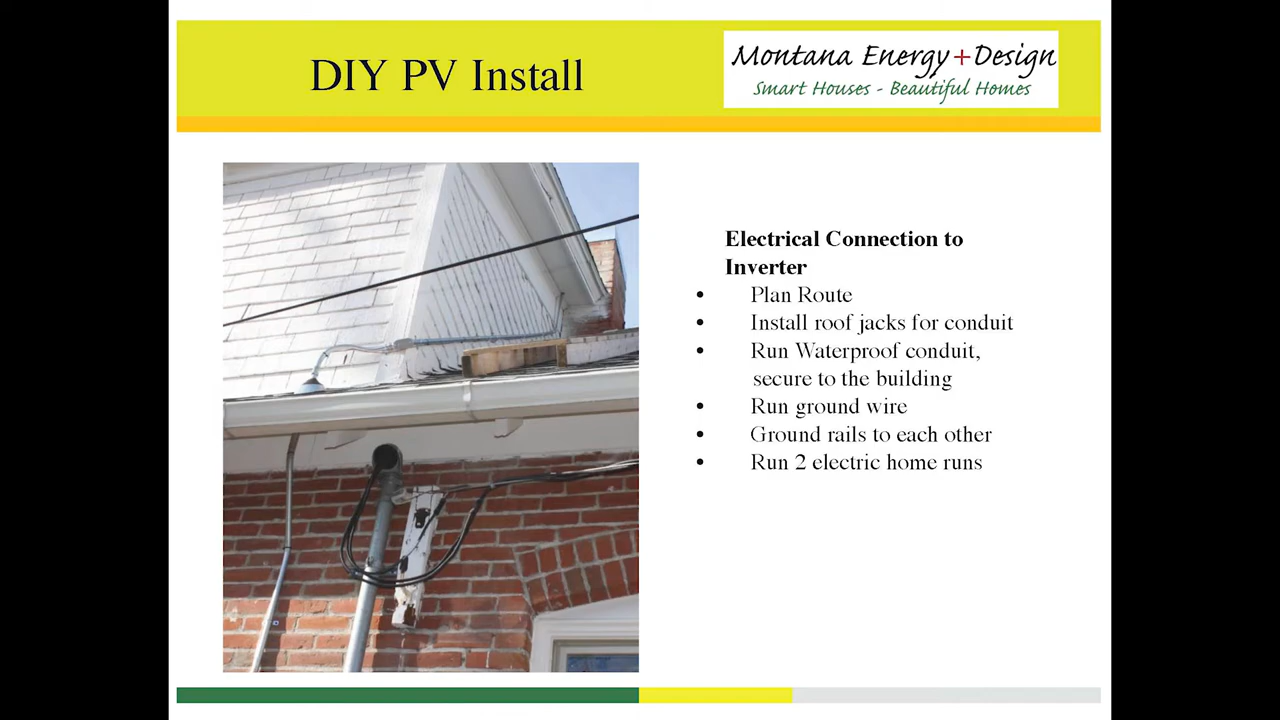 DIY PV Install
Montana Energy+Design
Smart Houses - Beautiful Homes
Electrical Connection to
Inverter
• Plan Route
• Install roof jacks for conduit
• Run Waterproof conduit,
secure to the building
• Run ground wire
• Ground rails to each other
• Run 2 electric home runs